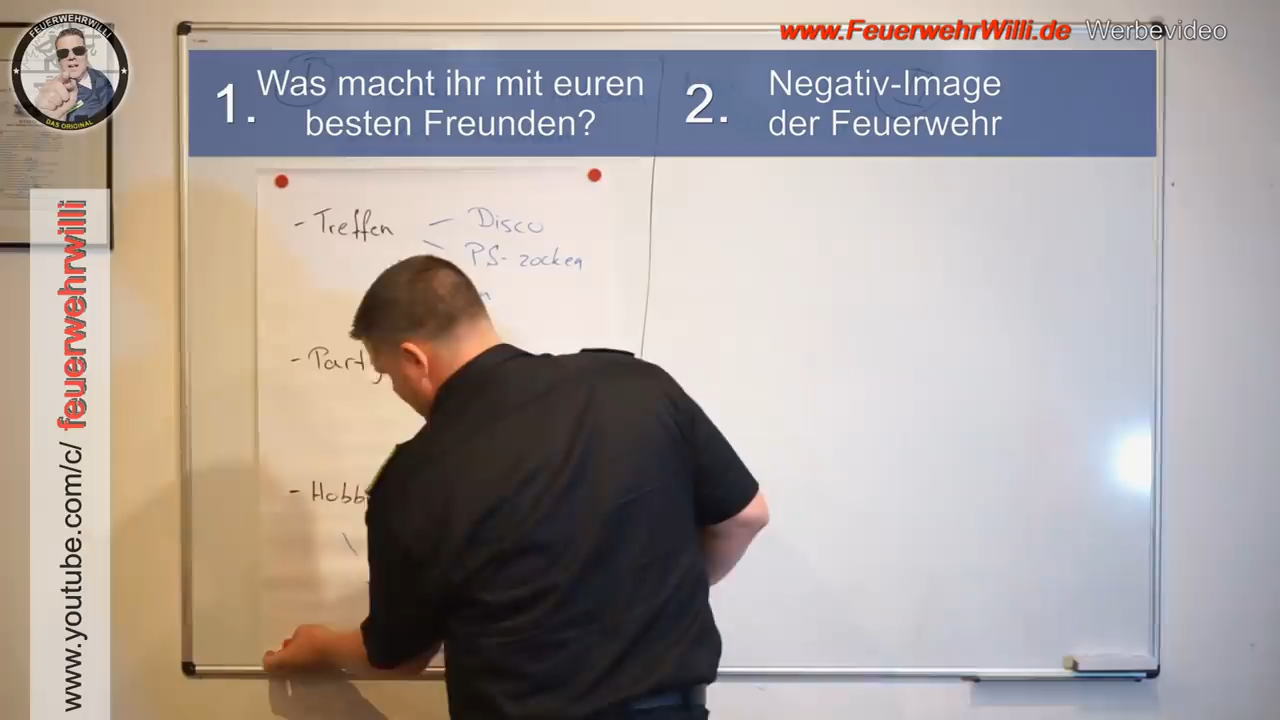 FEUERWEHRWILLI
DAS ORIGINAL
www.FeuerwehrWilli.de Werbevideo
1. Was macht ihr mit euren
besten Freunden?
2. Negativ-Image
der Feuerwehr
- Treffen - Disco
PS-zocken
- Party
- Hobb
www.youtube.com/c/ feuerwehrwilli